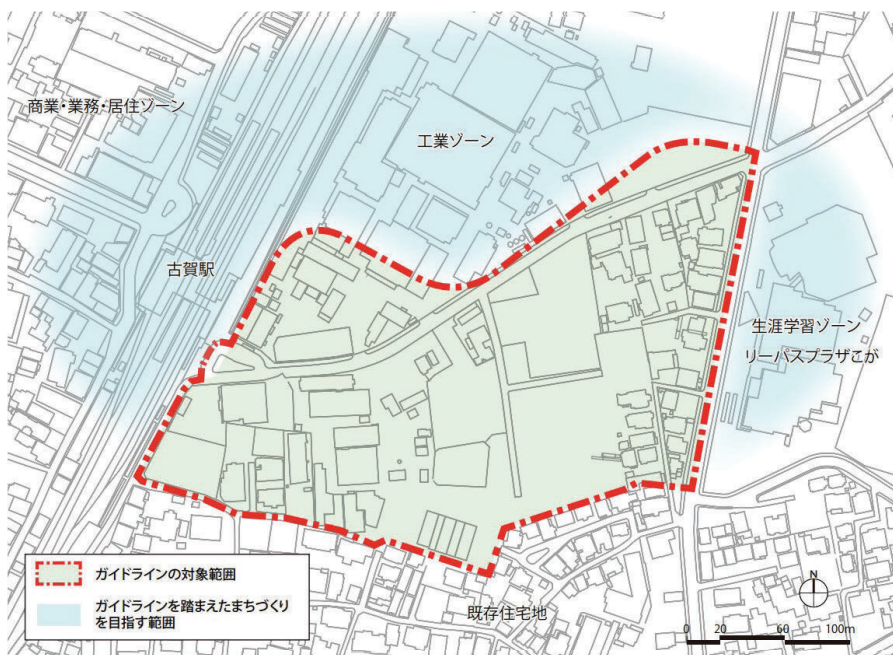 商業・業務・居住ゾーン
工業ゾーン
古賀駅
生涯学習ゾーン
リーパスプラザこが
ガイドラインの対象範囲
ガイドラインを踏まえたまちづくり
を目指す範囲
既存住宅地
N
0 20 60 100m